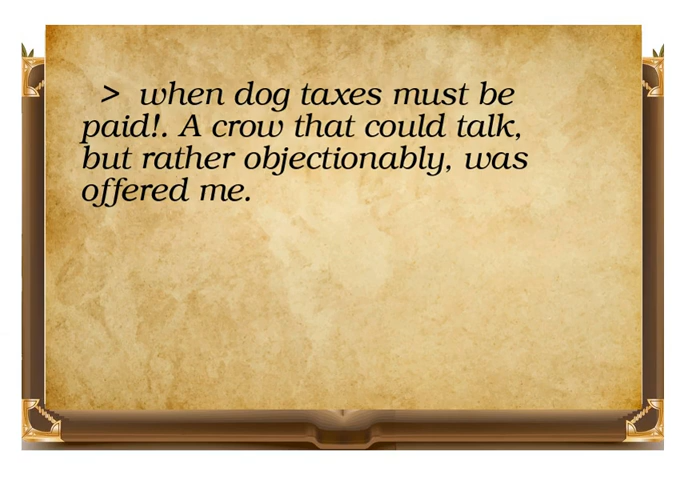 > when dog taxes must be
paid!. A crow that could talk,
but rather objectionably, was
offered me.